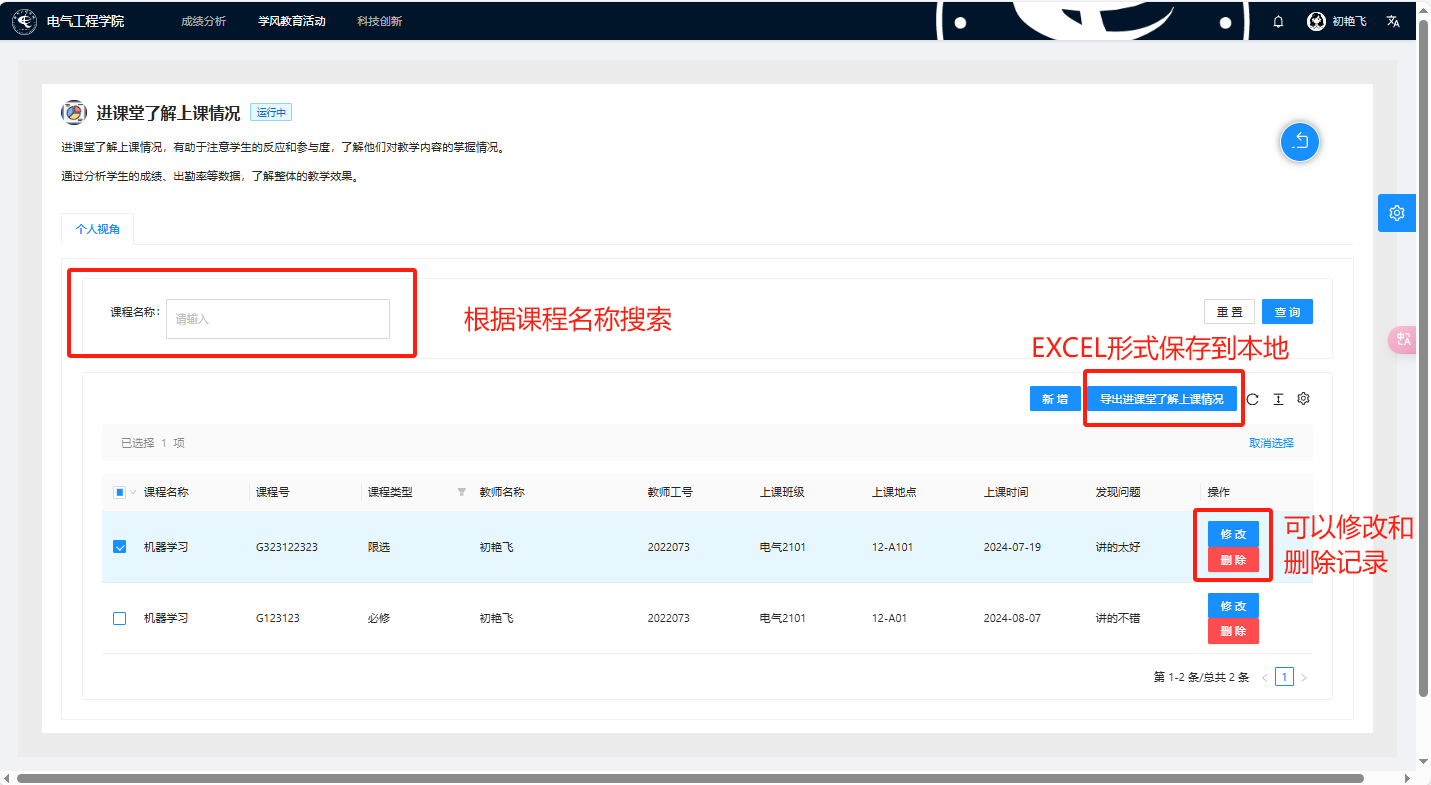 电气工程学院 成绩分析 学风教育活动 科技创新 初艳飞
进课堂了解上课情况 运行中
进课堂了解上课情况，有助于注意学生的反应和参与度，了解他们对教学内容的掌握情况。
通过分析学生的成绩、出勤率等数据，了解整体的教学效果。
个人视角
课程名称： 请输入
根据课程名称搜索
重 置 查 询
EXCEL形式保存到本地
新 增 导出进课堂了解上课情况
已选择 1 项 取消选择
课程名称 课程号 课程类型 教师名称 教师工号 上课班级 上课地点 上课时间 发现问题 操作
机器学习 G323122323 限选 初艳飞 2022073 电气2101 12-A101 2024-07-19 讲的太好 修 改
删 除
可以修改和
删除记录
机器学习 G123123 必修 初艳飞 2022073 电气2101 12-A01 2024-08-07 讲的不错 修 改
删 除
第 1-2 条/总共 2 条 < 1 >